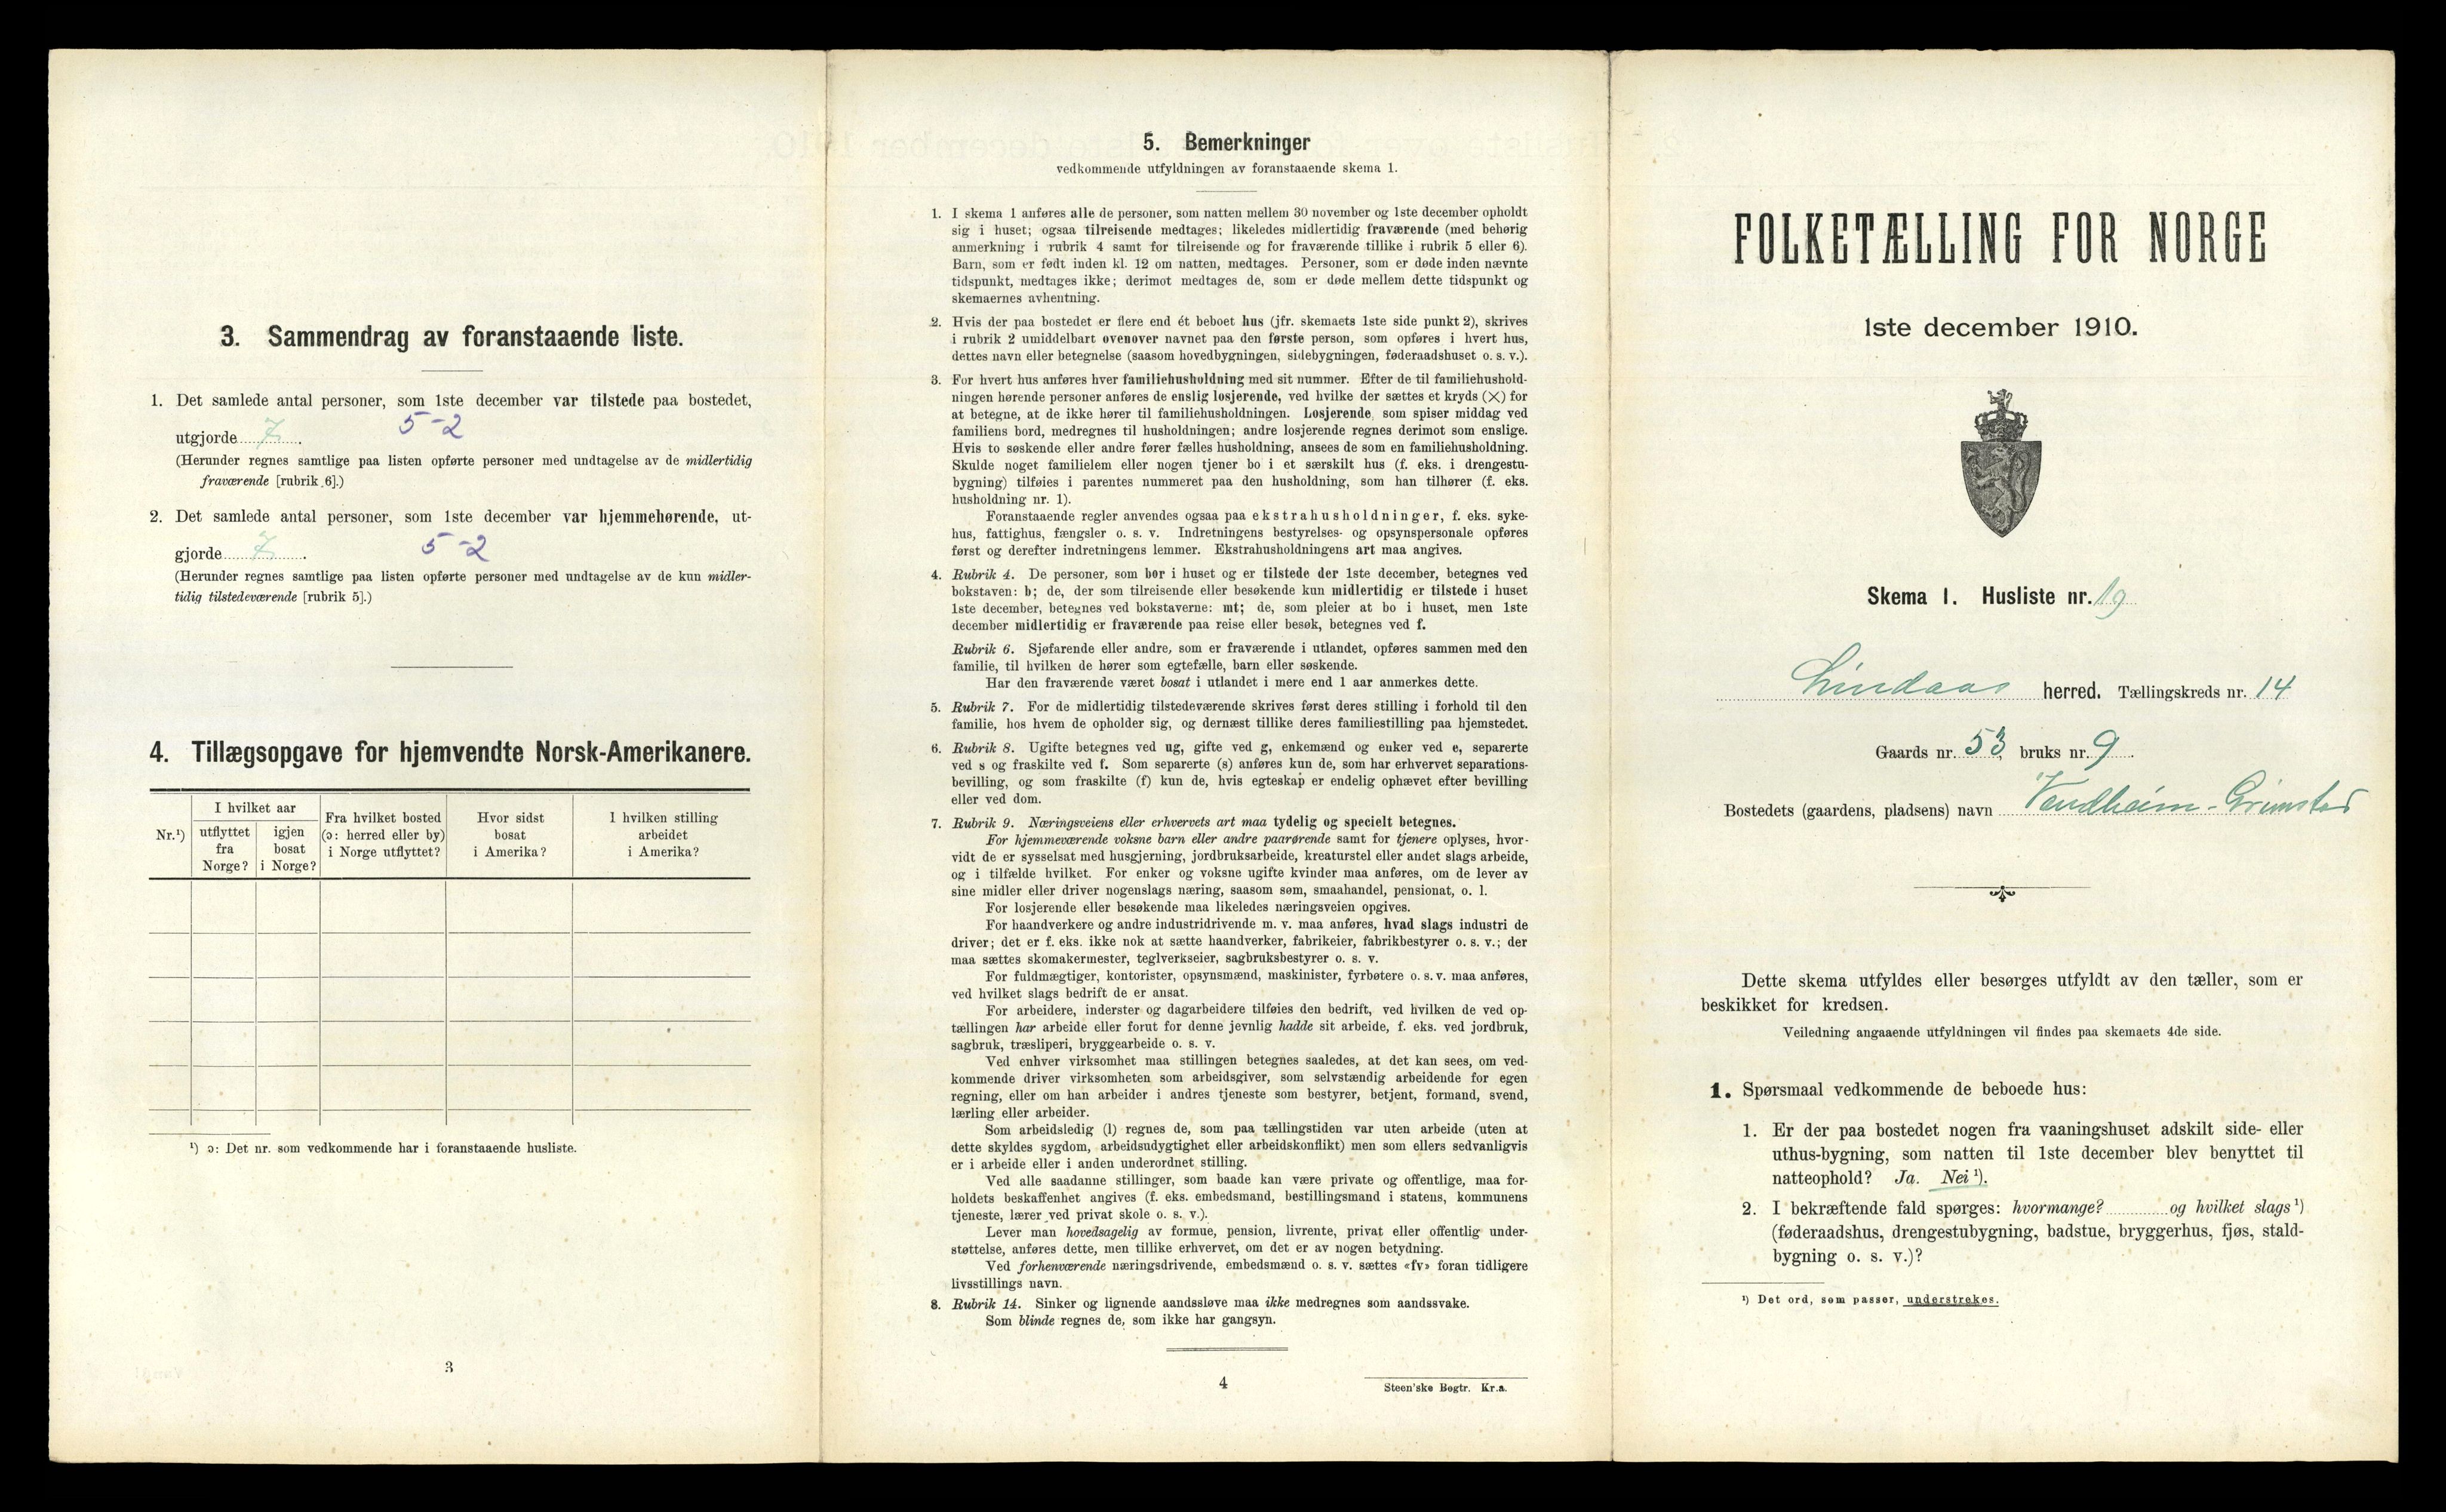 3. Sammendrag av foranstaaende liste.
1. Det samlede antal personer, som 1ste december var tilstede paa bostedet,
utgjorde 7. 5-2
(Herunder regnes samtlige paa listen opførte personer med undtagelse av de midlertidig
fraværende [rubrik 6].)
2. Det samlede antal personer, som 1ste december var hjemmehørende, ut-
gjorde 7. 5-2
(Herunder regnes samtlige paa listen opførte personer med undtagelse av de kun midler-
tidig tilstedeværende [rubrik 5].)
4. Tillægsopgave for hjemvendte Norsk-Amerikanere.
Nr.¹)
I hvilket aar
utflyttet
fra
Norge?
igjen
bosat
i Norge?
Fra hvilket bosted
(ɔ: herred eller by)
i Norge utflyttet?
Hvor sidst
bosat
i Amerika?
I hvilken stilling
arbeidet
i Amerika?
¹) ɔ: Det nr. som vedkommende har i foranstaaende husliste.
3
5. Bemerkninger
vedkommende utfyldningen av foranstaaende skema 1.
1. I skema 1 anføres alle de personer, som natten mellem 30 november og 1ste december opholdt
sig i huset; ogsaa tilreisende medtages; likeledes midlertidig fraværende (med behørig
anmerkning i rubrik 4 samt for tilreisende og for fraværende tillike i rubrik 5 eller 6).
Barn, som er født inden kl. 12 om natten, medtages. Personer, som er døde inden nævnte
tidspunkt, medtages ikke; derimot medtages de, som er døde mellem dette tidspunkt og
skemaernes avhentning.
2. Hvis der paa bostedet er flere end ét beboet hus (jfr. skemaets 1ste side punkt 2), skrives
i rubrik 2 umiddelbart ovenover navnet paa den første person, som opføres i hvert hus,
dettes navn eller betegnelse (saasom hovedbygningen, sidebygningen, føderaadshuset o. s. v.).
3. For hvert hus anføres hver familiehusholdning med sit nummer. Efter de til familiehushold-
ningen hørende personer anføres de enslig losjerende, ved hvilke der sættes et kryds (✕) for
at betegne, at de ikke hører til familiehusholdningen. Losjerende som spiser middag ved
familiens bord, medregnes til husholdningen; andre losjerende regnes derimot som enslige.
Hvis to søskende eller andre fører fælles husholdning, ansees de som en familiehusholdning.
Skulde noget familielem eller nogen tjener bo i et særskilt hus (f. eks. i drengestu-
bygning) tilføies i parentes nummeret paa den husholdning, som han tilhører (f. eks.
husholdning nr. 1).
Foranstaaende regler anvendes ogsaa paa ekstrahusholdninger, f. eks. syke-
hus, fattighus, fængsler o. s. v. Indretningens bestyrelses- og opsynspersonale opføres
først og derefter indretningens lemmer. Ekstrahusholdningens art maa angives.
4. Rubrik 4. De personer, som bor i huset og er tilstede der 1ste december, betegnes ved
bokstaven: b; de, der som tilreisende eller besøkende kun midlertidig er tilstede i huset
1ste december, betegnes ved bokstaverne: mt; de, som pleier at bo i huset, men 1ste
december midlertidig er fraværende paa reise eller besøk, betegnes ved f.
Rubrik 6. Sjøfarende eller andre, som er fraværende i utlandet, opføres sammen med den
familie, til hvilken de hører som egtefælle, barn eller søskende.
Har den fraværende været bosat i utlandet i mere end 1 aar anmerkes dette.
5. Rubrik 7. For de midlertidig tilstedeværende skrives først deres stilling i forhold til den
familie, hos hvem de opholder sig, og dernæst tillike deres familiestilling paa hjemstedet.
6. Rubrik 8. Ugifte betegnes ved ug, gifte ved g, enkemænd og enker ved e, separerte
ved s og fraskilte ved f. Som separerte (s) anføres kun de, som har erhvervet separations-
bevilling, og som fraskilte (f) kun de, hvis egteskap er endelig ophævet efter bevilling
eller ved dom.
7. Rubrik 9. Næringsveiens eller erhvervets art maa tydelig og specielt betegnes.
For hjemmeværende voksne barn eller andre paarørende samt for tjenere oplyses, hvor-
vidt de er sysselsat med husgjerning, jordbruksarbeide, kreaturstel eller andet slags arbeide,
og i tilfælde hvilket. For enker og voksne ugifte kvinder maa anføres, om de lever av
sine midler eller driver nogenslags næring, saasom søm, smaahandel, pensionat, o. l.
For losjerende eller besøkende maa likeledes næringsveien opgives.
For haandverkere og andre industridrivende m. v. maa anføres, hvad slags industri de
driver; det er f. eks. ikke nok at sætte haandverker, fabrikeier, fabrikbestyrer o. s. v.; der
maa sættes skomakermester, teglverkseier, sagbruksbestyrer o. s. v.
For fuldmægtiger, kontorister, opsynsmænd, maskinister, fyrbøtere o. s. v. maa anføres,
ved hvilket slags bedrift de er ansat.
For arbeidere, inderster og dagarbeidere tilføies den bedrift, ved hvilken de ved op-
tællingen har arbeide eller forut for denne jevnlig hadde sit arbeide, f. eks. ved jordbruk,
sagbruk, træsliperi, bryggearbeide o. s. v.
Ved enhver virksomhet maa stillingen betegnes saaledes, at det kan sees, om ved-
kommende driver virksomheten som arbeidsgiver, som selvstændig arbeidende for egen
regning, eller om han arbeider i andres tjeneste som bestyrer, betjent, formand, svend,
lærling eller arbeider.
Som arbeidsledig (l) regnes de, som paa tællingstiden var uten arbeide (uten at
dette skyldes sygdom, arbeidsudygtighet eller arbeidskonflikt) men som ellers sedvanligvis
er i arbeide eller i anden underordnet stilling.
Ved alle saadanne stillinger, som baade kan være private og offentlige, maa for-
holdets beskaffenhet angives (f. eks. embedsmand, bestillingsmand i statens, kommunens
tjeneste, lærer ved privat skole o. s. v.).
Lever man hovedsagelig av formue, pension, livrente, privat eller offentlig under-
støttelse, anføres dette, men tillike erhvervet, om det er av nogen betydning.
Ved forhenværende næringsdrivende, embedsmænd o. s. v. sættes «fv» foran tidligere
livsstillings navn.
8. Rubrik 14. Sinker og lignende aandssløve maa ikke medregnes som aandssvake.
Som blinde regnes de, som ikke har gangsyn.
4
Steen'ske Bogtr. Kr.a.
FOLKETÆLLING FOR NORGE
1ste december 1910.
Skema 1. Husliste nr. 19
Lindaas herred. Tællingskreds nr. 14
Gaards nr. 53, bruks nr. 9.
Bostedets (gaardens, pladsens) navn Vondheim-Grimstad
Dette skema utfyldes eller besørges utfyldt av den tæller, som er
beskikket for kredsen.
Veiledning angaaende utfyldningen vil findes paa skemaets 4de side.
1. Spørsmaal vedkommende de beboede hus:
1. Er der paa bostedet nogen fra vaaningshuset adskilt side- eller
uthus-bygning, som natten til 1ste december blev benyttet til
natteophold? Ja. Nei ¹).
2. I bekræftende fald spørges: hvormange? og hvilket slags ¹)
(føderaadshus, drengestubygning, badstue, bryggerhus, fjøs, stald-
bygning o. s. v.)?
¹) Det ord, som passer, understrekes.